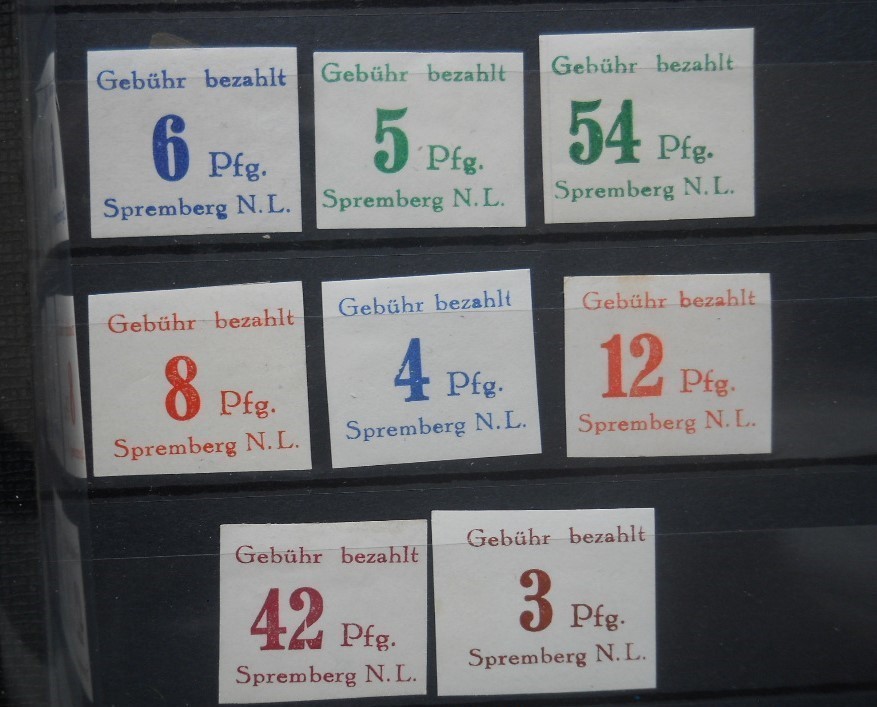 Gebühr bezahlt
6 Pfg.
Spremberg N.L.
Gebühr bezahlt
5 Pfg.
Spremberg N.L.
Gebühr bezahlt
54 Pfg.
Spremberg N.L.
Gebühr bezahlt
8 Pfg.
Spremberg N.L.
Gebühr bezahlt
4 Pfg.
Spremberg N.L.
Gebühr bezahlt
12 Pfg.
Spremberg N.L.
Gebühr bezahlt
42 Pfg.
Spremberg N.L.
Gebühr bezahlt
3 Pfg.
Spremberg N.L.